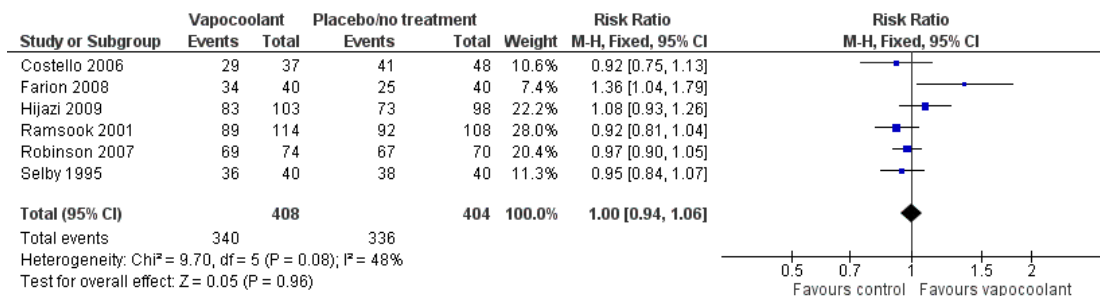 Vapocoolant Placebo/no treatment Risk Ratio Risk Ratio
Study or Subgroup Events Total Events Total Weight M-H, Fixed, 95% CI M-H, Fixed, 95% CI
Costello 2006 29 37 41 48 10.6% 0.92 [0.75, 1.13]
Farion 2008 34 40 25 40 7.4% 1.36 [1.04, 1.79]
Hijazi 2009 83 103 73 98 22.2% 1.08 [0.93, 1.26]
Ramsook 2001 89 114 92 108 28.0% 0.92 [0.81, 1.04]
Robinson 2007 69 74 67 70 20.4% 0.97 [0.90, 1.05]
Selby 1995 36 40 38 40 11.3% 0.95 [0.84, 1.07]
Total (95% CI) 408 404 100.0% 1.00 [0.94, 1.06]
Total events 340 336
Heterogeneity: Chi² = 9.70, df = 5 (P = 0.08); I² = 48%
Test for overall effect: Z = 0.05 (P = 0.96)
0.5 0.7 1 1.5 2
Favours control Favours vapocoolant